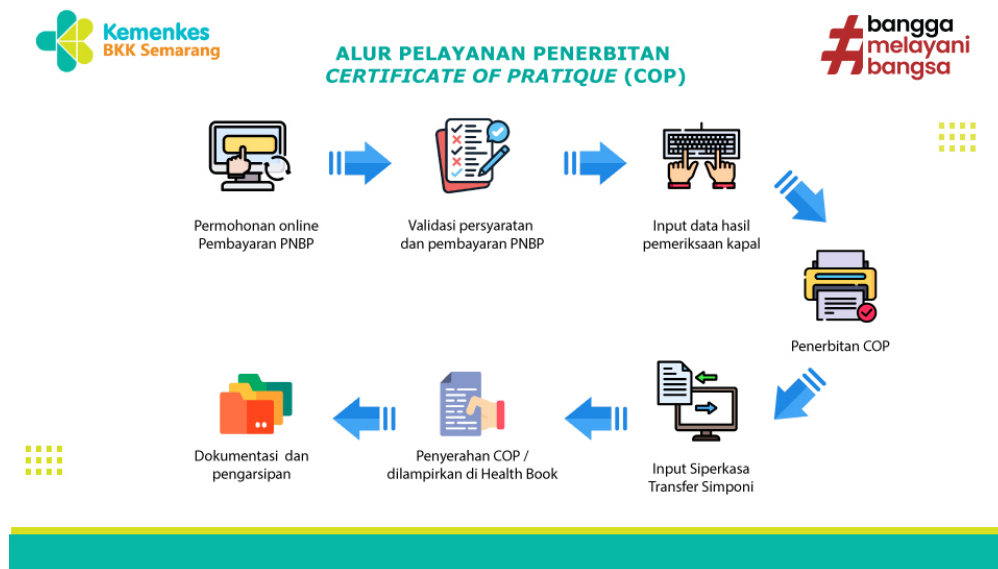 Kemenkes
BKK Semarang
ALUR PELAYANAN PENERBITAN
CERTIFICATE OF PRATIQUE (COP)
#bangga
melayani
bangsa
Permohonan online
Pembayaran PNBP
Validasi persyaratan
dan pembayaran PNBP
Input data hasil
pemeriksaan kapal
Penerbitan COP
Input Siperkasa
Transfer Simponi
Penyerahan COP /
dilampirkan di Health Book
Dokumentasi dan
pengarsipan